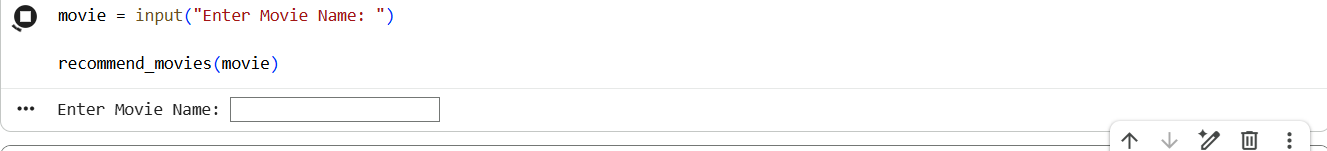 movie = input("Enter Movie Name: ")
recommend_movies(movie)
Enter Movie Name: